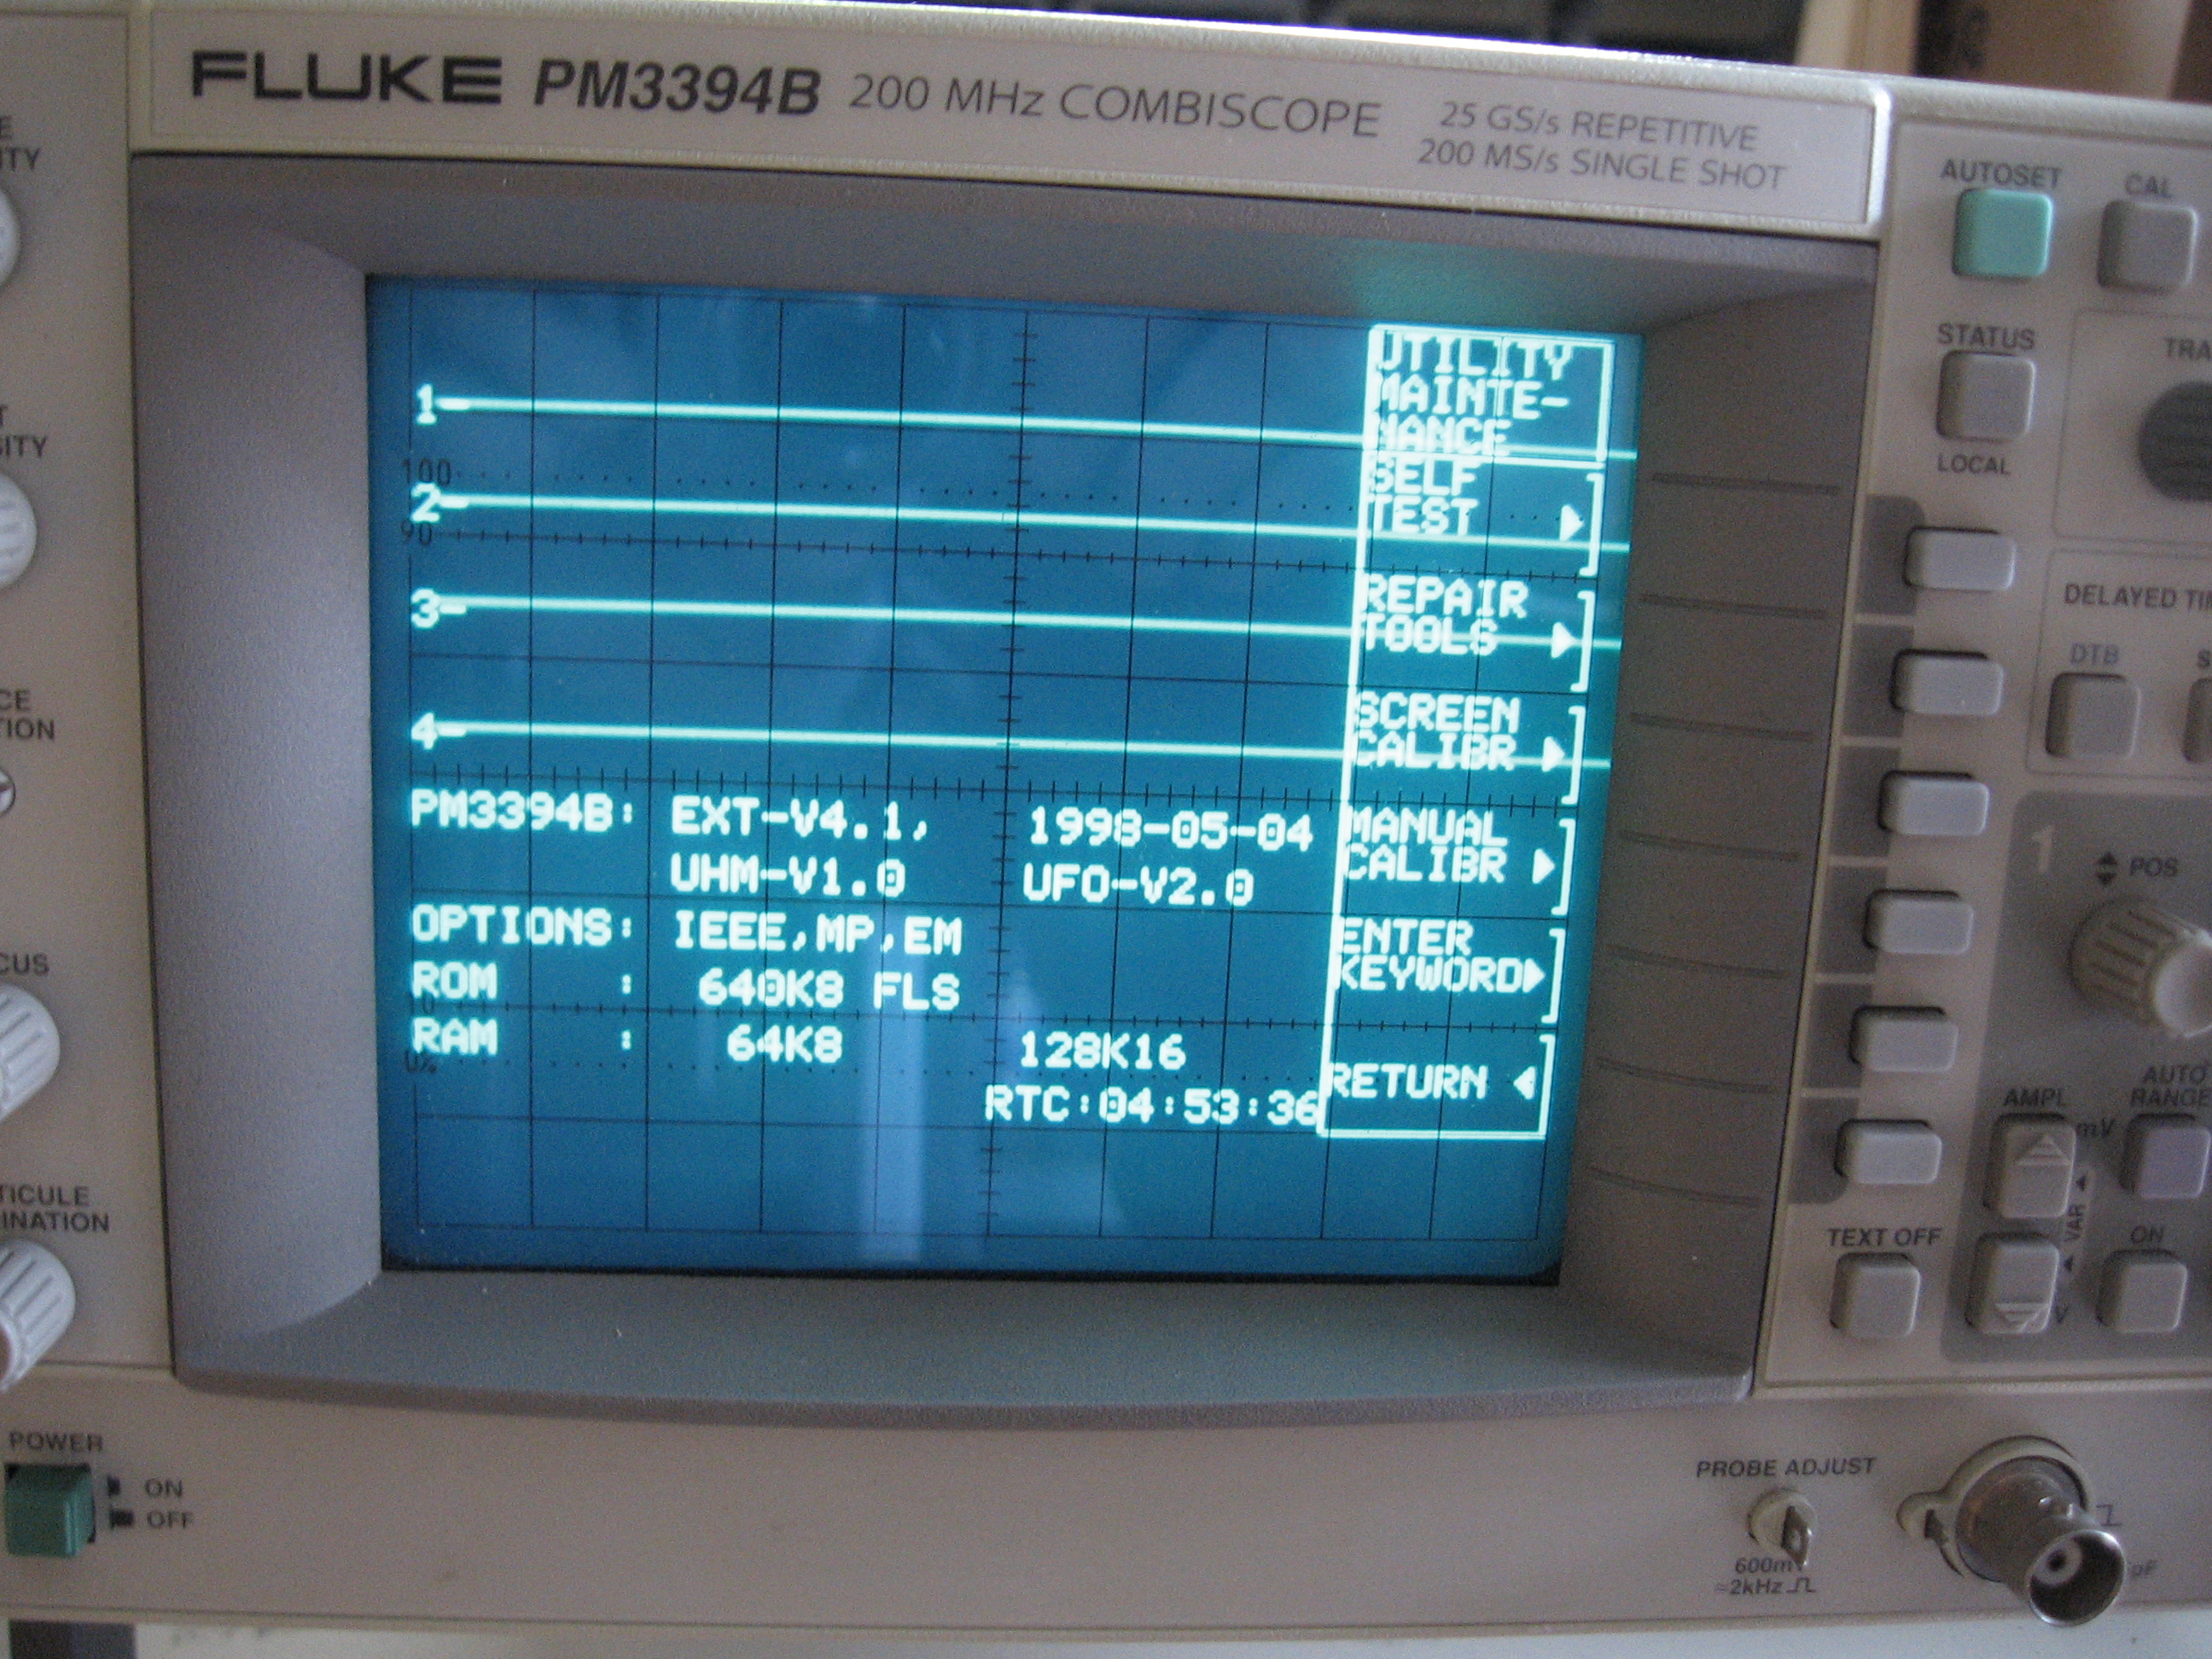 FLUKE PM3394B 200 MHz COMBISCOPE
25 GS/s REPETITIVE
200 MS/s SINGLE SHOT
AUTOSET
CAL
STATUS
LOCAL
DELAYED
DTB
1
POS
AUTO
RANGE
AMPL
mV
VAR
V
ON
TEXT OFF
UTILITY
MAINTE-
NANCE
SELF
TEST
REPAIR
TOOLS
SCREEN
CALIBR
MANUAL
CALIBR
ENTER
KEYWORD
RETURN
1
100
2
90
3
4
PM3394B: EXT-V4.1, 1998-05-04
UHM-V1.0 UFO-V2.0
OPTIONS: IEEE,MP,EM
ROM : 640K8 FLS
RAM : 64K8 128K16
0%
RTC:04:53:36
POWER
ON
OFF
PROBE ADJUST
600mV
≈2kHz
pF